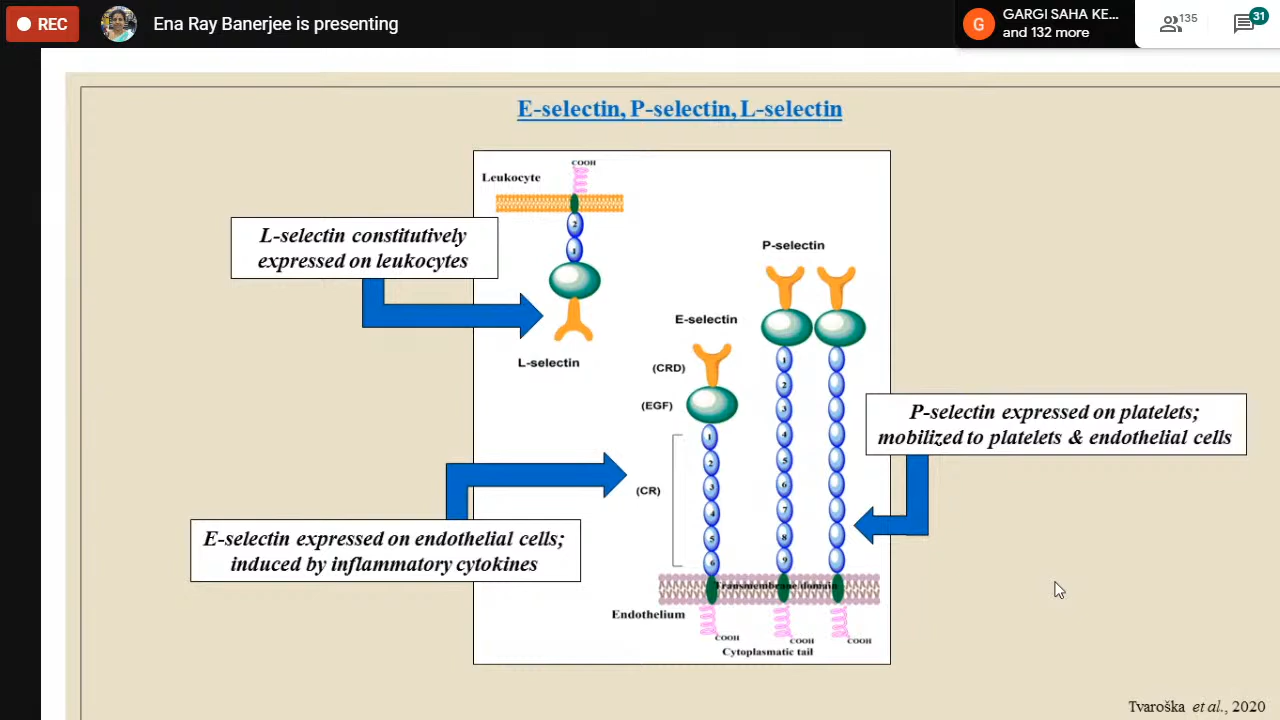 REC
Ena Ray Banerjee is presenting
G
GARGI SAHA KE...
and 132 more
135
31
E-selectin, P-selectin, L-selectin
COOH
Leukocyte
2
1
L-selectin
L-selectin constitutively
expressed on leukocytes
P-selectin
E-selectin
(CRD)
(EGF)
(CR)
1
2
3
4
5
6
1
2
3
4
5
6
7
8
9
P-selectin expressed on platelets;
mobilized to platelets & endothelial cells
E-selectin expressed on endothelial cells;
induced by inflammatory cytokines
Transmembrane domain
Endothelium
COOH
COOH
COOH
Cytoplasmatic tail
Tvaroška et al., 2020